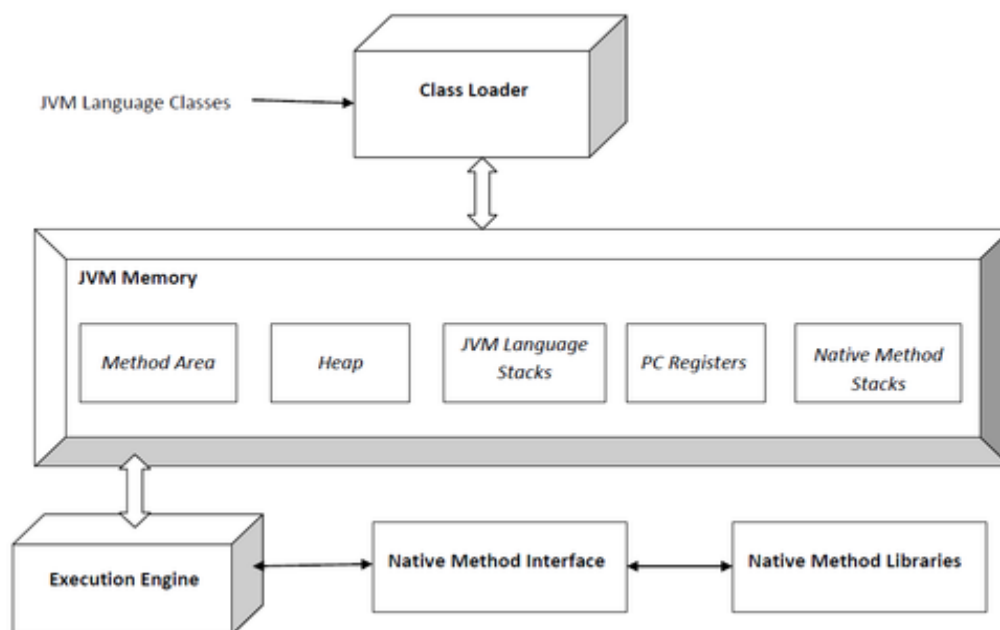 Class Loader
JVM Language Classes
JVM Memory
Method Area
Heap
JVM Language
Stacks
PC Registers
Native Method
Stacks
Execution Engine
Native Method Interface
Native Method Libraries